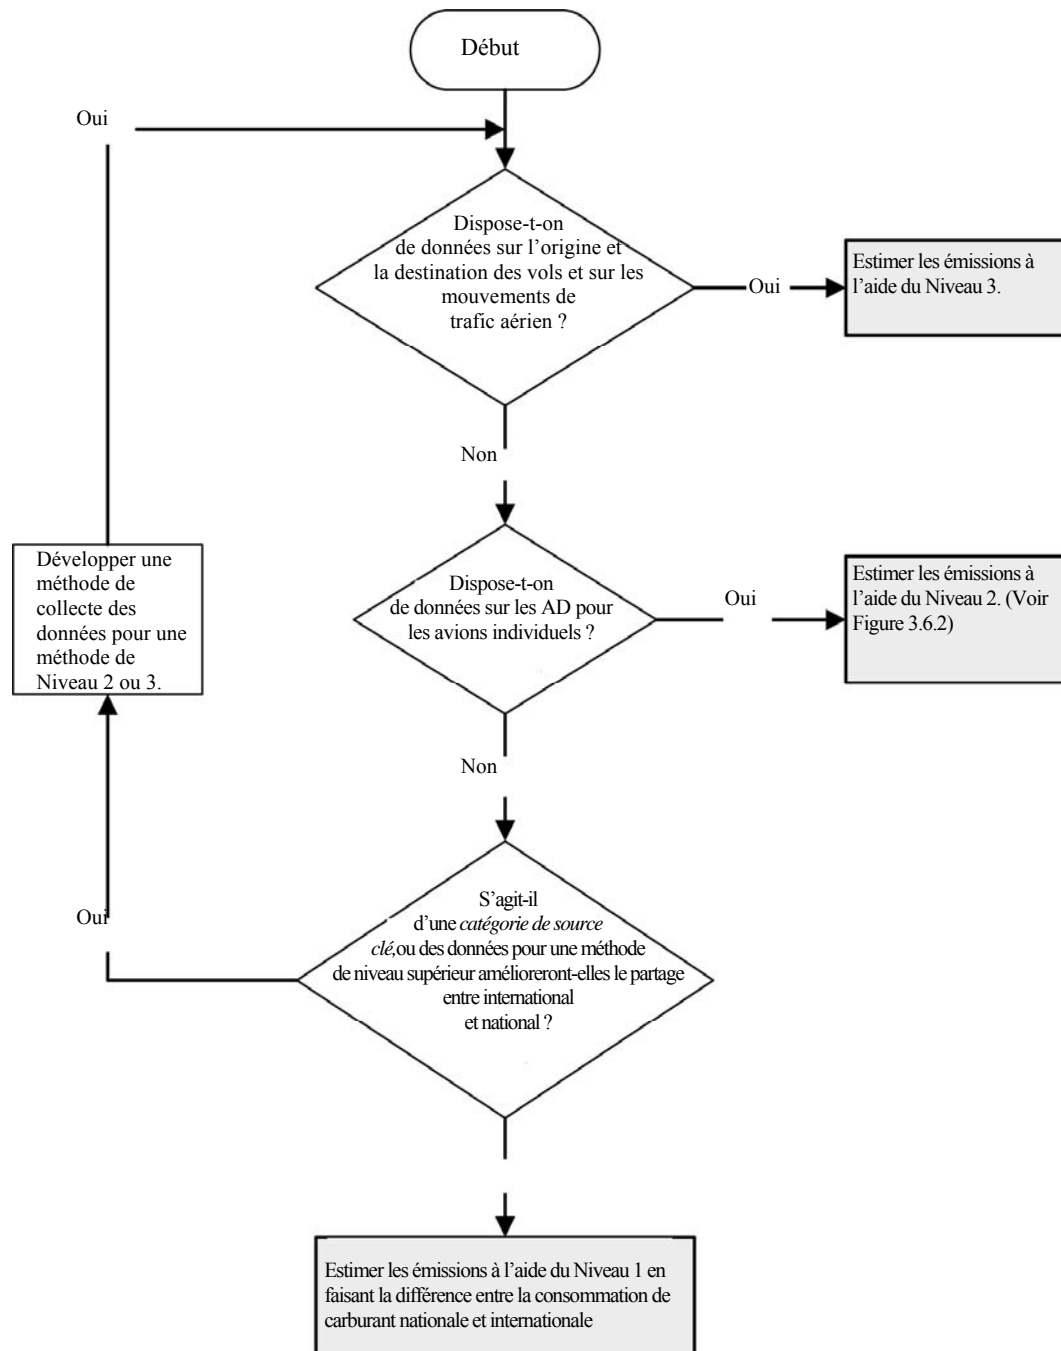 Début
Oui
Dispose-t-on
de données sur l’origine et
la destination des vols et sur les
mouvements de
trafic aérien ?
Oui
Estimer les émissions à
l’aide du Niveau 3.
Non
Développer une
méthode de
collecte des
données pour une
méthode de
Niveau 2 ou 3.
Dispose-t-on
de données sur les AD pour
les avions individuels ?
Oui
Estimer les émissions à
l’aide du Niveau 2. (Voir
Figure 3.6.2)
Non
Oui
S’agit-il
d’une catégorie de source
clé,ou des données pour une méthode
de niveau supérieur amélioreront-elles le partage
entre international
et national ?
Estimer les émissions à l’aide du Niveau 1 en
faisant la différence entre la consommation de
carburant nationale et internationale